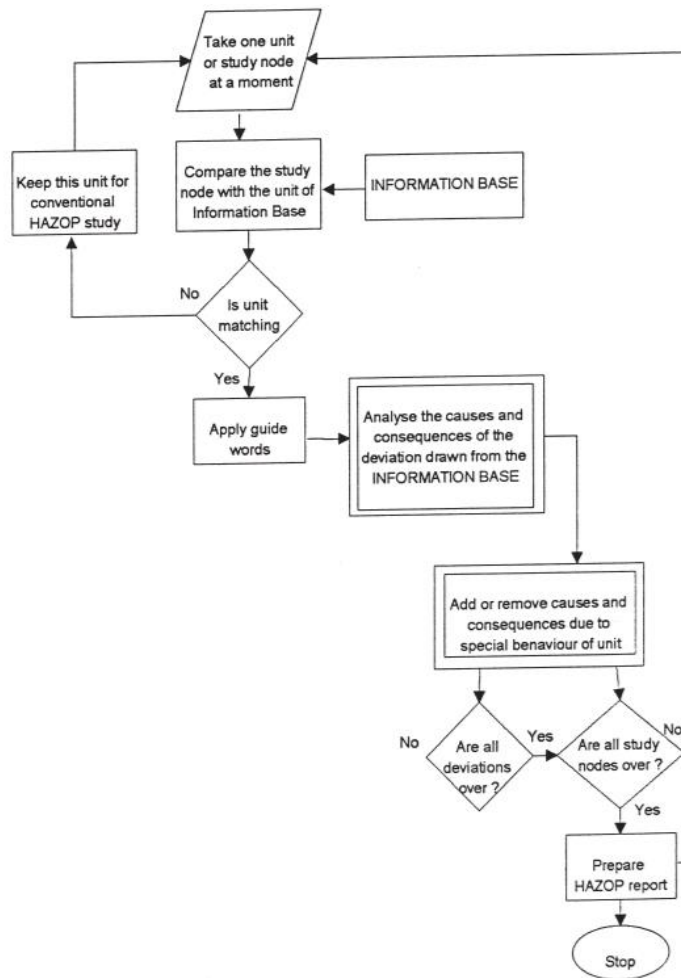 Take one unit
or study node
at a moment
Keep this unit for
conventional
HAZOP study
Compare the study
node with the unit of
Information Base
INFORMATION BASE
No
Is unit
matching
Yes
Apply guide
words
Analyse the causes and
consequences of the
deviation drawn from the
INFORMATION BASE
Add or remove causes and
consequences due to
special benaviour of unit
No
Are all
deviations
over ?
Yes
Are all study
nodes over ?
No
Yes
Prepare
HAZOP report
Stop